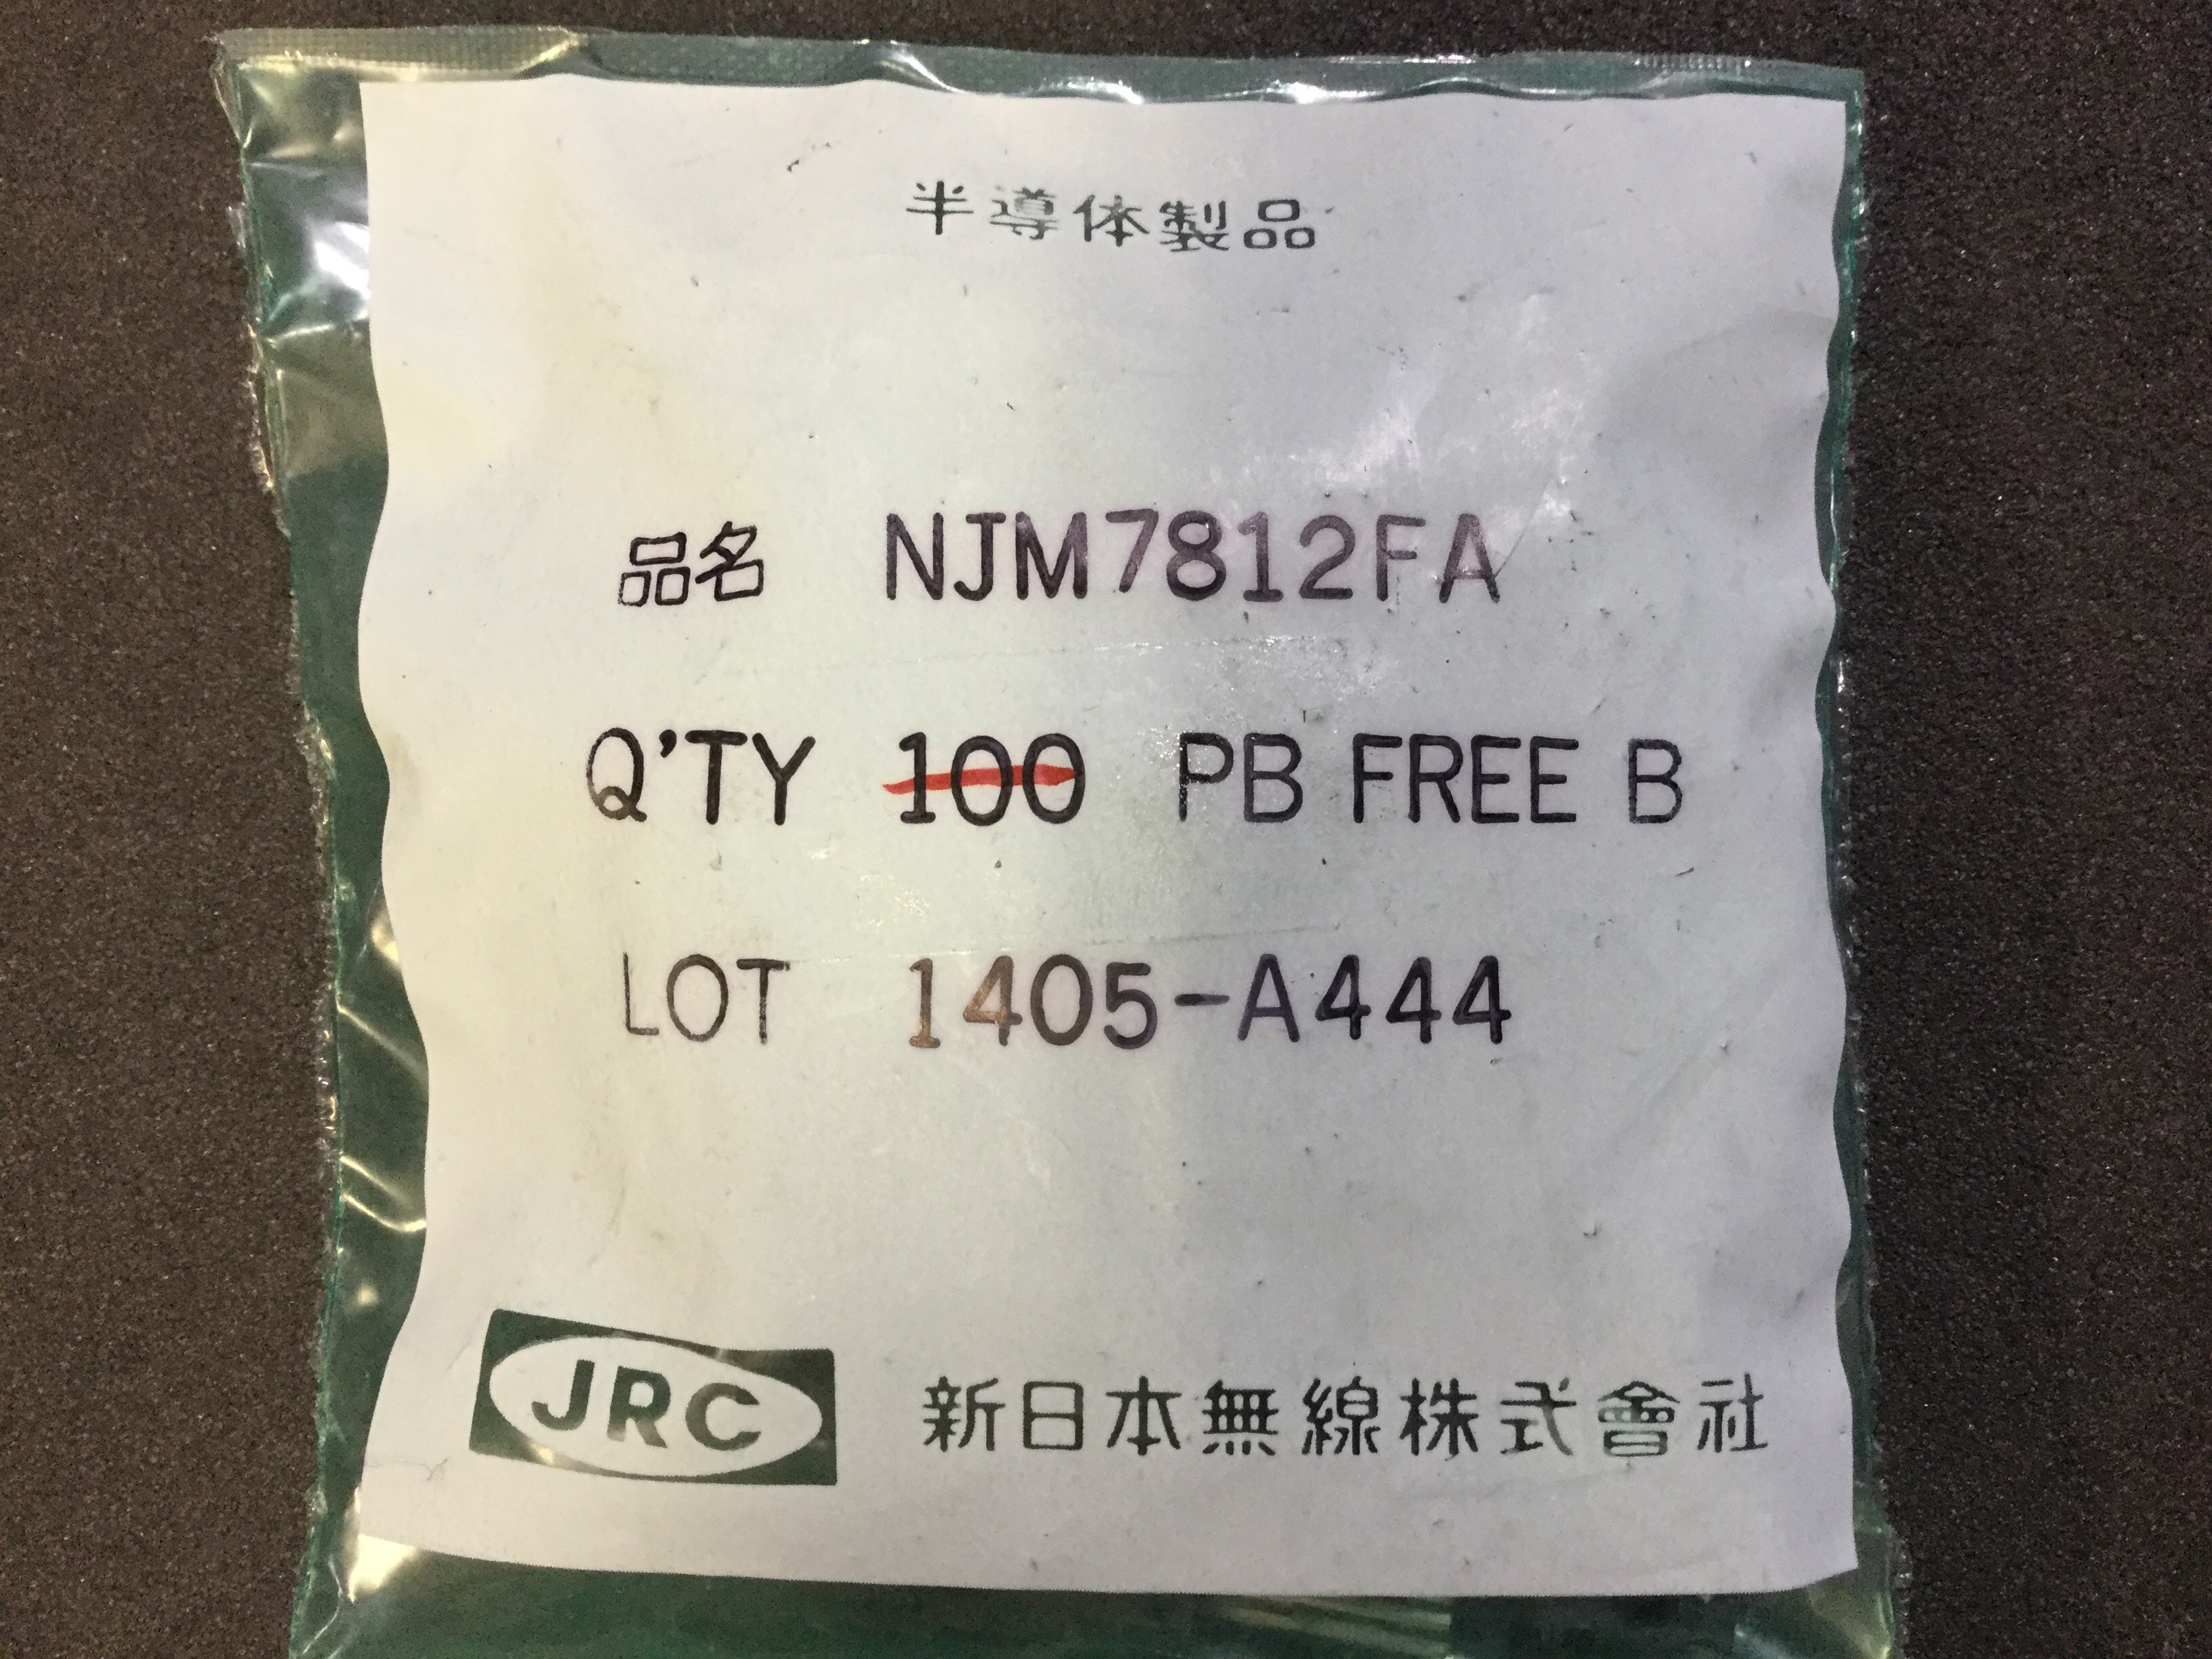 半導体製品
品名 NJM7812FA
Q'TY 100 PB FREE B
LOT 1405-A444
JRC 新日本無線株式會社